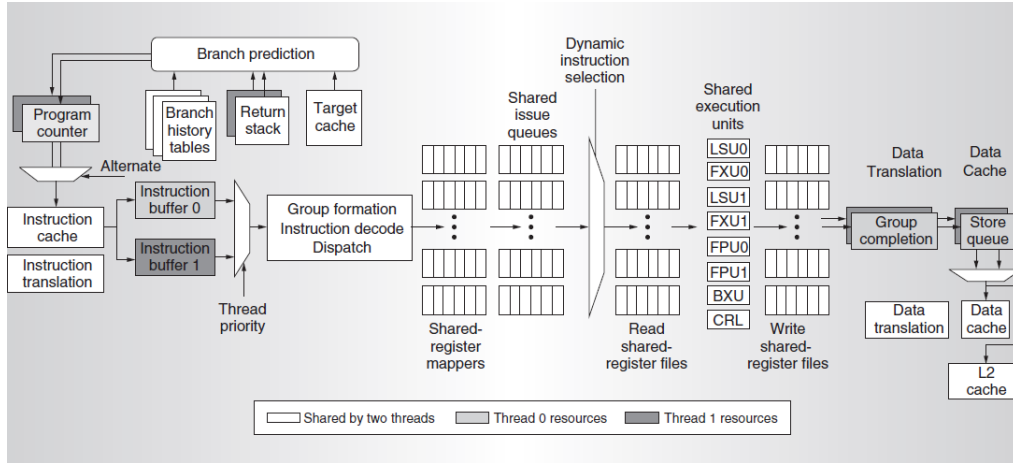 Branch prediction
Program
counter
Branch
history
tables
Return
stack
Target
cache
Alternate
Instruction
cache
Instruction
translation
Instruction
buffer 0
Instruction
buffer 1
Thread
priority
Group formation
Instruction decode
Dispatch
Shared-
register
mappers
Shared
issue queues
Dynamic
instruction
selection
Read
shared-
register files
Shared
execution
units
LSU0
FXU0
LSU1
FXU1
FPU0
FPU1
BXU
CRL
Write
shared-
register files
Data
Translation
Data
Cache
Group
completion
Store
queue
Data
translation
Data
cache
L2
cache
Shared by two threads
Thread 0 resources
Thread 1 resources